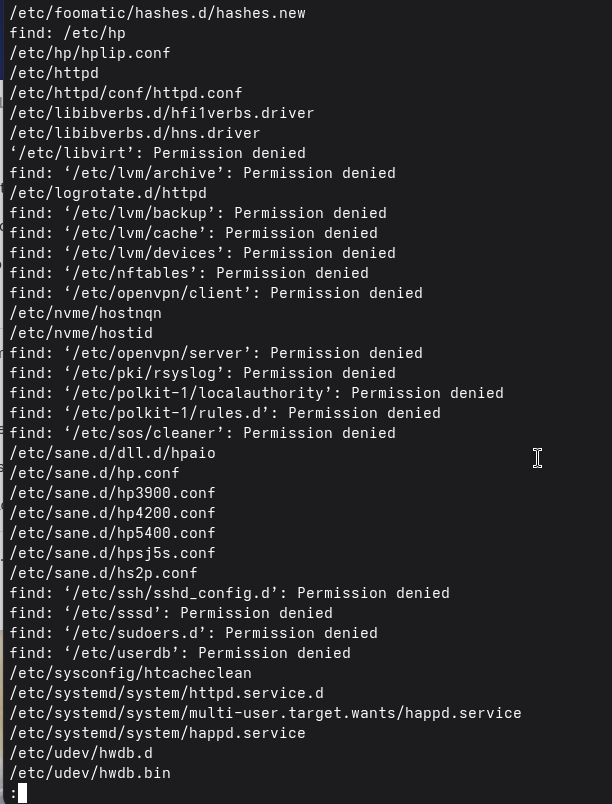 /etc/foomatic/hashes.d/hashes.new
find: /etc/hp
/etc/hp/hplip.conf
/etc/httpd
/etc/httpd/conf/httpd.conf
/etc/libibverbs.d/hfi1verbs.driver
/etc/libibverbs.d/hns.driver
‘/etc/libvirt’: Permission denied
find: ‘/etc/lvm/archive’: Permission denied
/etc/logrotate.d/httpd
find: ‘/etc/lvm/backup’: Permission denied
find: ‘/etc/lvm/cache’: Permission denied
find: ‘/etc/lvm/devices’: Permission denied
find: ‘/etc/nftables’: Permission denied
find: ‘/etc/openvpn/client’: Permission denied
/etc/nvme/hostnqn
/etc/nvme/hostid
find: ‘/etc/openvpn/server’: Permission denied
find: ‘/etc/pki/rsyslog’: Permission denied
find: ‘/etc/polkit-1/localauthority’: Permission denied
find: ‘/etc/polkit-1/rules.d’: Permission denied
find: ‘/etc/sos/cleaner’: Permission denied
/etc/sane.d/dll.d/hpaio
/etc/sane.d/hp.conf
/etc/sane.d/hp3900.conf
/etc/sane.d/hp4200.conf
/etc/sane.d/hp5400.conf
/etc/sane.d/hpsj5s.conf
/etc/sane.d/hs2p.conf
find: ‘/etc/ssh/sshd_config.d’: Permission denied
find: ‘/etc/sssd’: Permission denied
find: ‘/etc/sudoers.d’: Permission denied
find: ‘/etc/userdb’: Permission denied
/etc/sysconfig/htcacheclean
/etc/systemd/system/httpd.service.d
/etc/systemd/system/multi-user.target.wants/happd.service
/etc/systemd/system/happd.service
/etc/udev/hwdb.d
/etc/udev/hwdb.bin
: